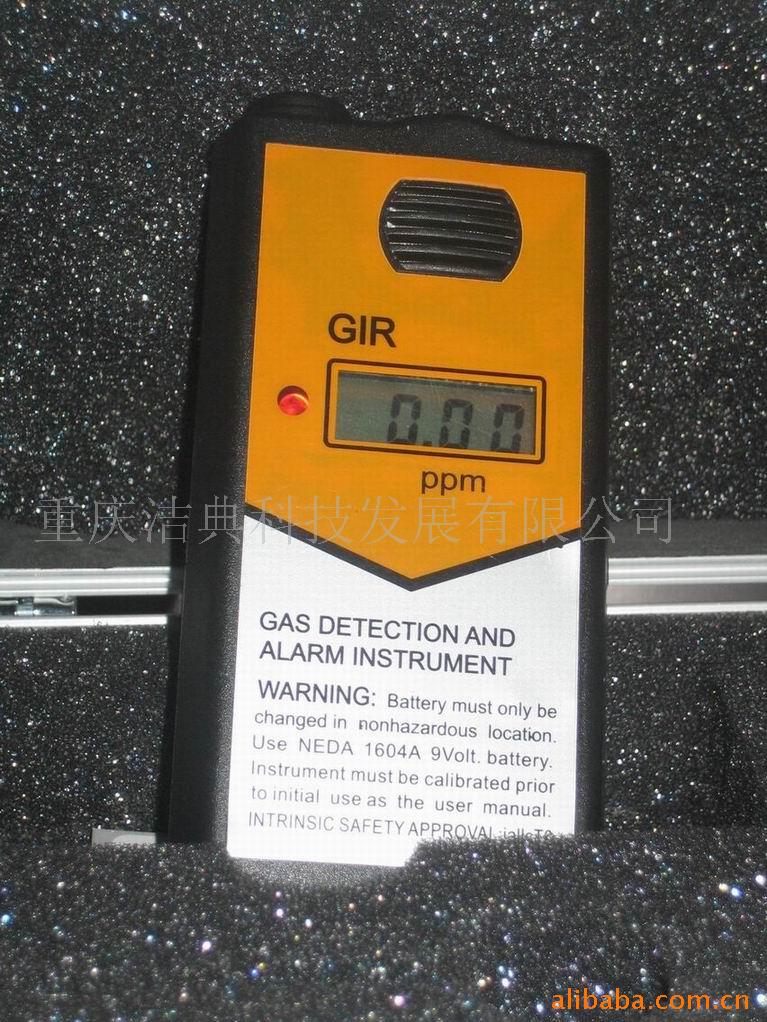 GIR
0.00
ppm
重庆洁典科技发展有限公司
GAS DETECTION AND
ALARM INSTRUMENT
WARNING: Battery must only be
changed in nonhazardous location.
Use NEDA 1604A 9Volt. battery.
Instrument must be calibrated prior
to initial use as the user manual.
INTRINSIC SAFETY APPROVAL
alibaba.com.cn